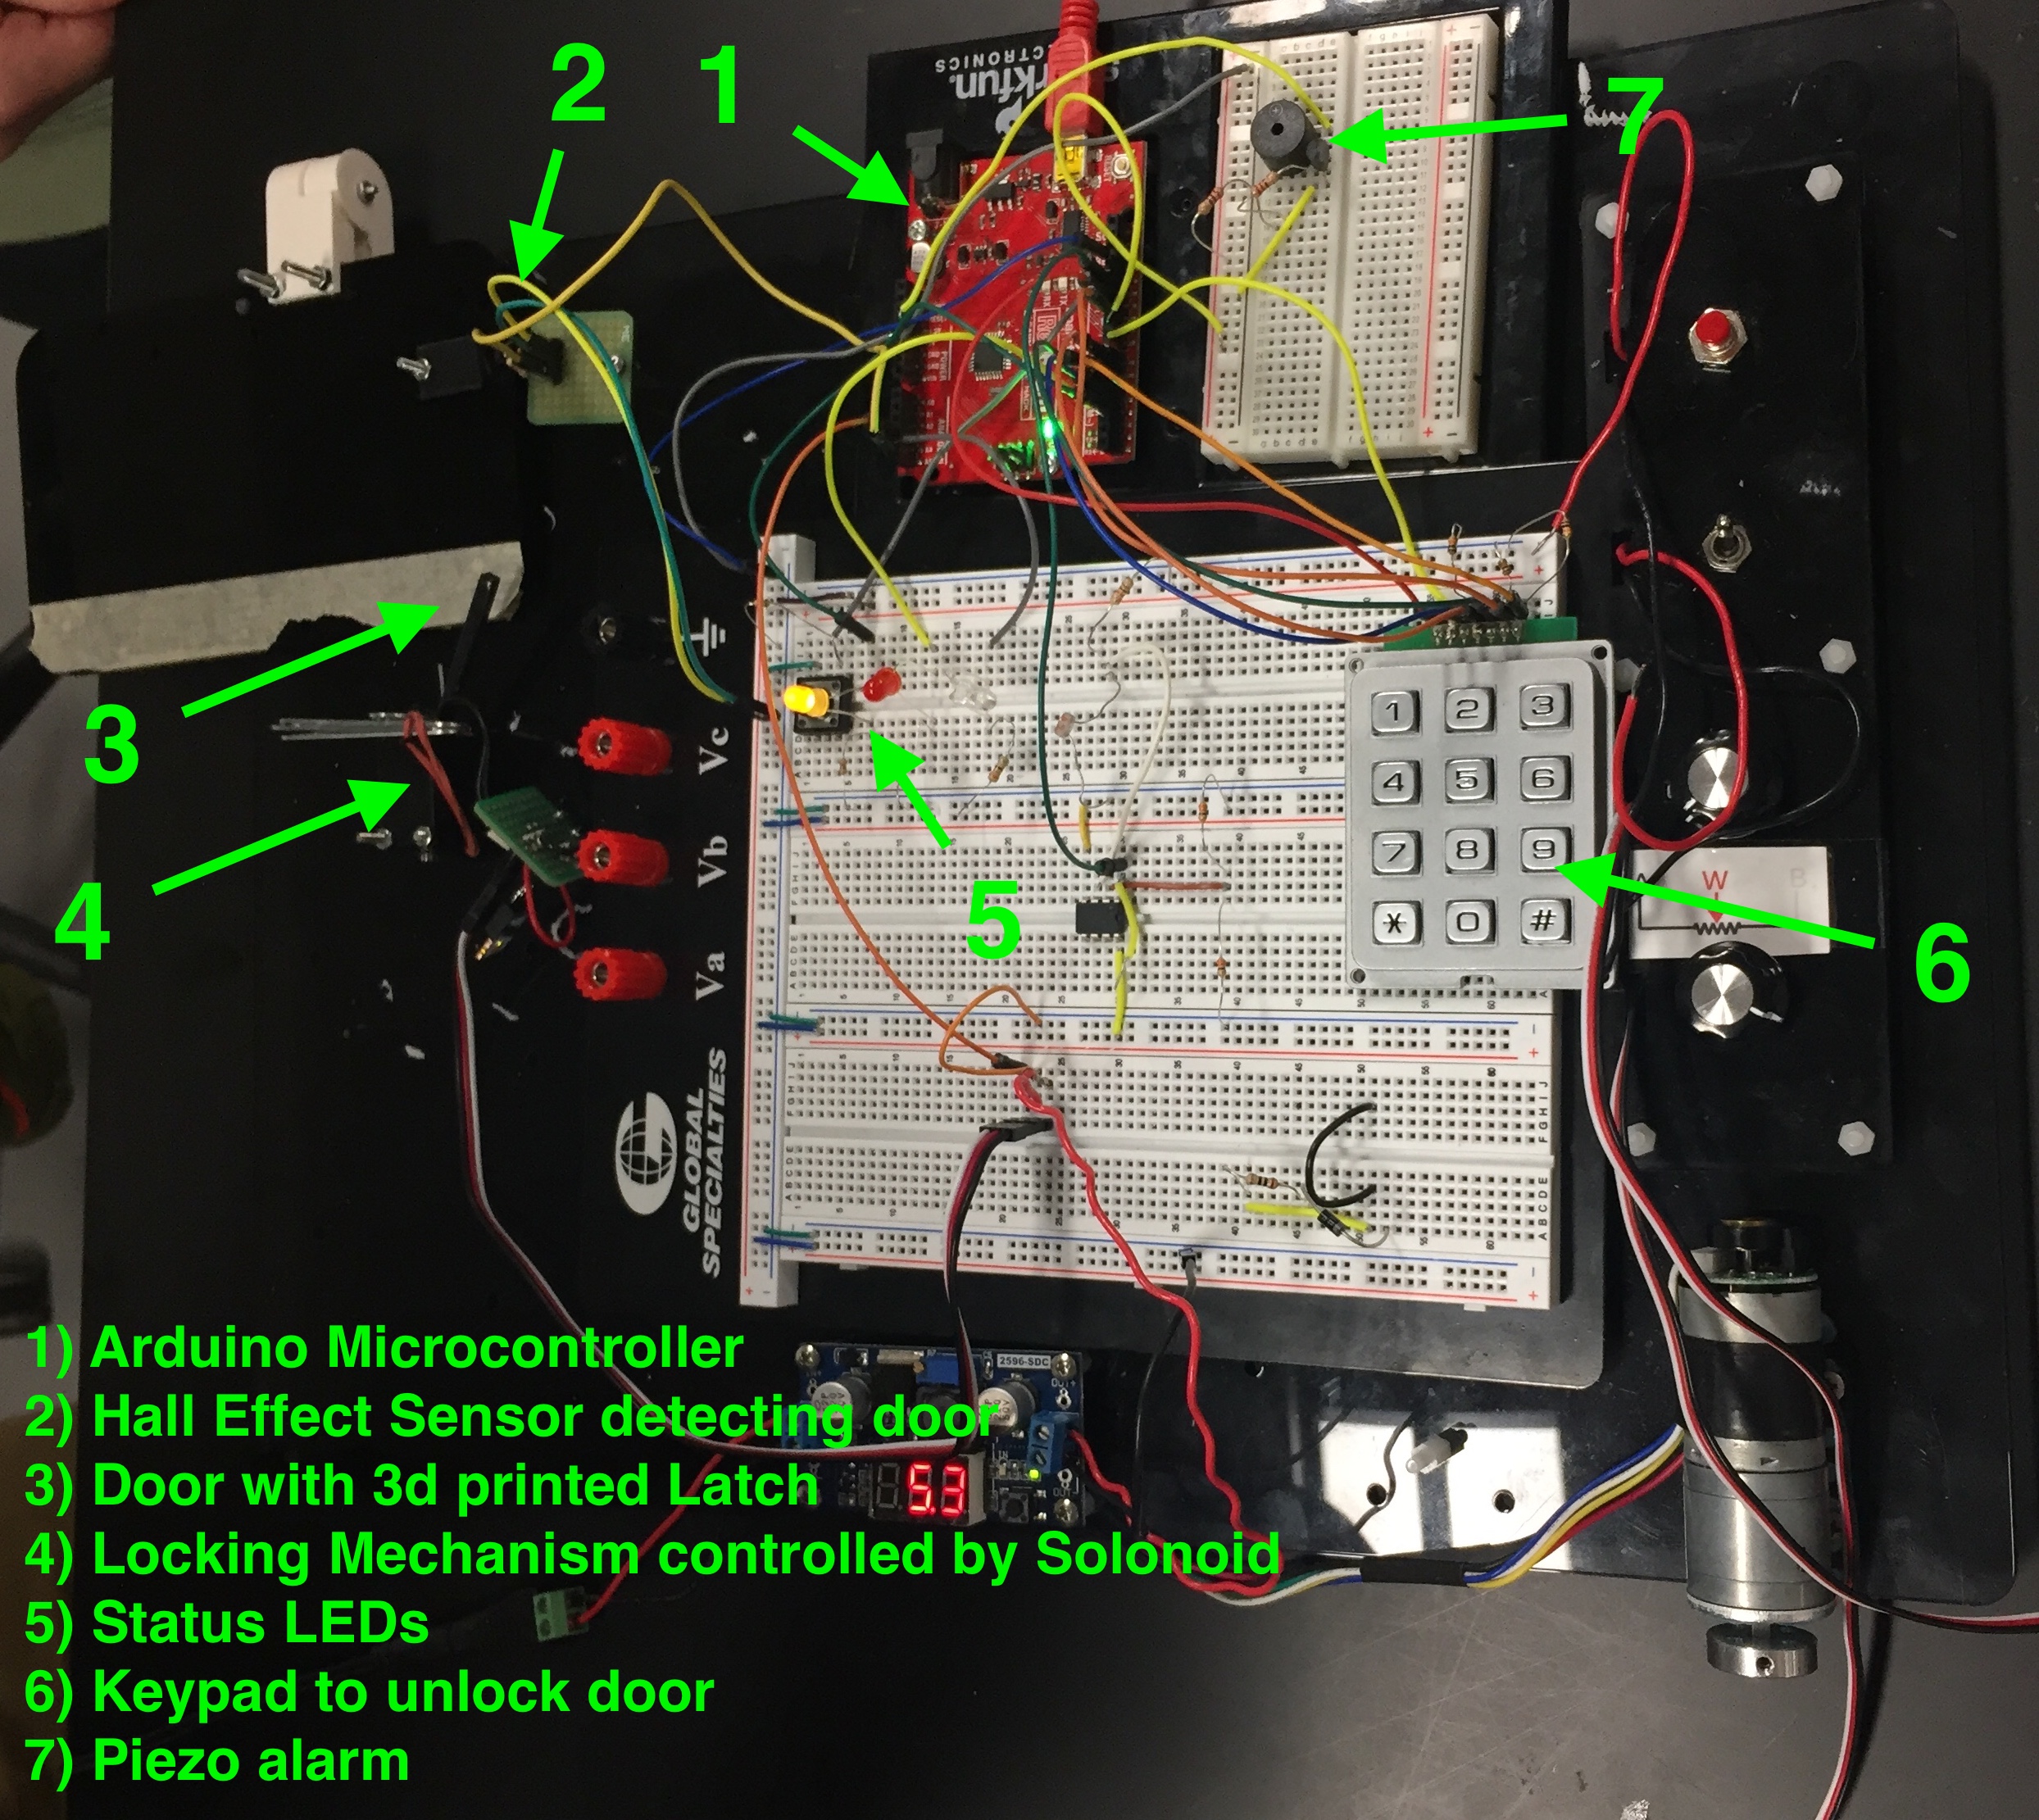 2
1
7
ELECTRONICS
rkfun.
3
4
5
6
Vc
Vb
Va
GLOBAL
SPECIALTIES
1 2 3
4 5 6
7 8 9
* 0 #
W
B
POWER
2596-SDC
5.3
1) Arduino Microcontroller
2) Hall Effect Sensor detecting door
3) Door with 3d printed Latch
4) Locking Mechanism controlled by Solonoid
5) Status LEDs
6) Keypad to unlock door
7) Piezo alarm